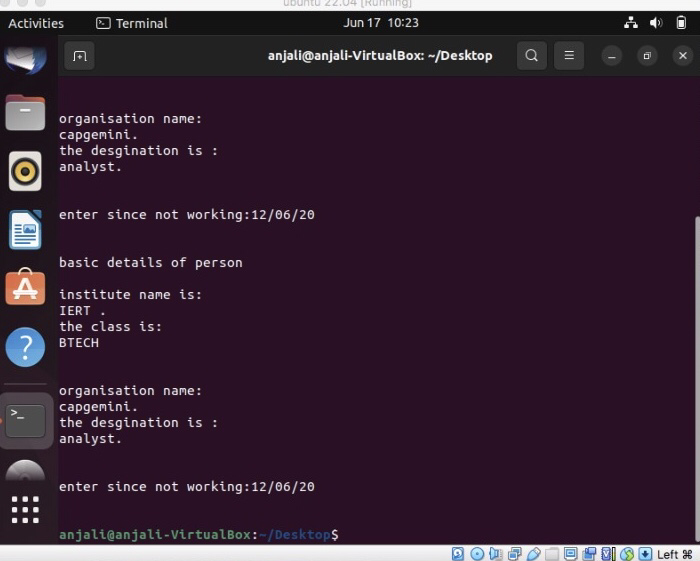 ubuntu 22.04 [Running]
Activities
Terminal
Jun 17 10:23
anjali@anjali-VirtualBox: ~/Desktop
organisation name:
capgemini.
the desgination is :
analyst.
enter since not working:12/06/20
basic details of person
institute name is:
IERT .
the class is:
BTECH
organisation name:
capgemini.
the desgination is :
analyst.
enter since not working:12/06/20
anjali@anjali-VirtualBox:~/Desktop$
Left ⌘